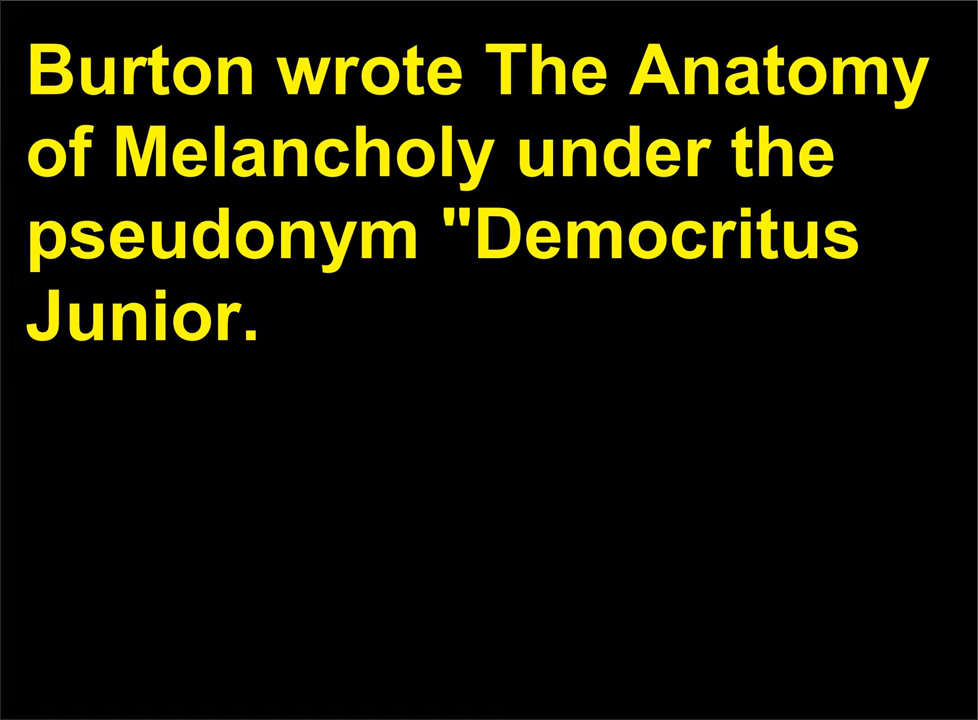 Burton wrote The Anatomy
of Melancholy under the
pseudonym "Democritus
Junior.